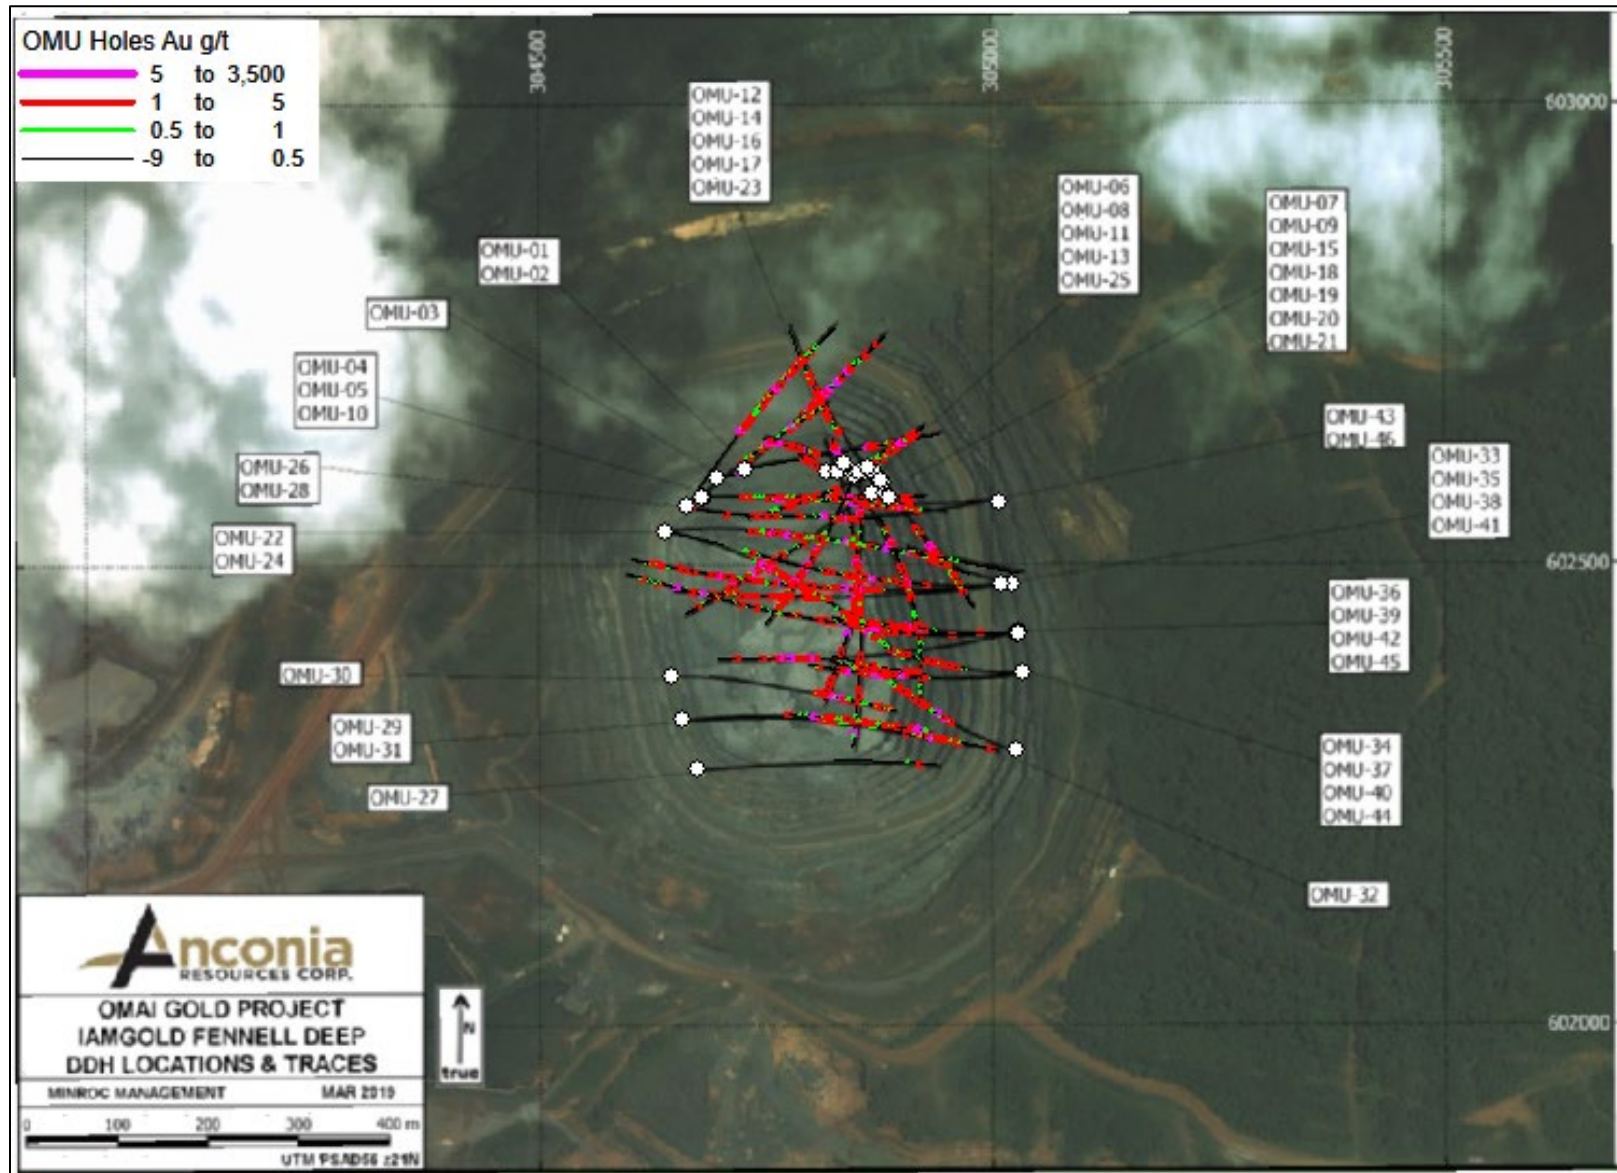 OMU Holes Au g/t
5 to 3,500
1 to 5
0.5 to 1
-9 to 0.5
304500
305000
305500
603000
602500
602000
OMU-12
OMU-14
OMU-16
OMU-17
OMU-23
OMU-06
OMU-08
OMU-11
OMU-13
OMU-25
OMU-07
OMU-09
OMU-15
OMU-18
OMU-19
OMU-20
OMU-21
OMU-01
OMU-02
OMU-03
OMU-04
OMU-05
OMU-10
OMU-26
OMU-28
OMU-22
OMU-24
OMU-30
OMU-29
OMU-31
OMU-27
OMU-43
OMU-46
OMU-33
OMU-35
OMU-38
OMU-41
OMU-36
OMU-39
OMU-42
OMU-45
OMU-34
OMU-37
OMU-40
OMU-44
OMU-32
Anconia
RESOURCES CORP.
OMAI GOLD PROJECT
IAMGOLD FENNELL DEEP
DDH LOCATIONS & TRACES
MINROC MANAGEMENT MAR 2019
0 100 200 300 400 m
UTM PSAD56 z21N
N
true